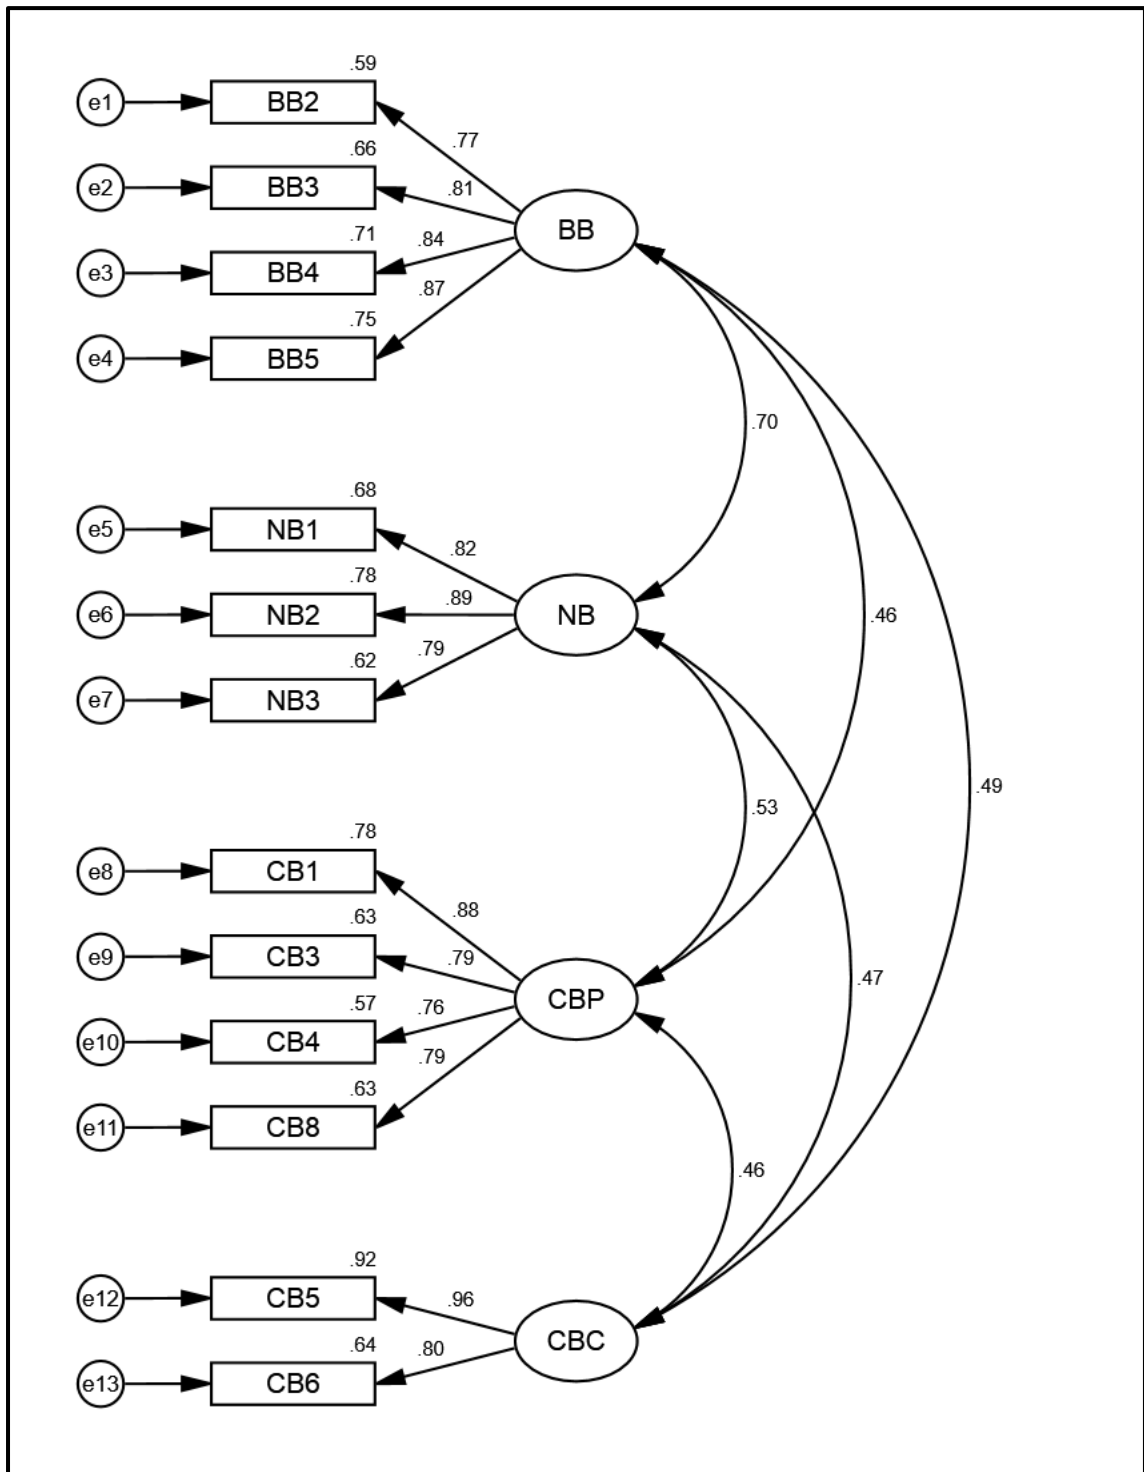 .59
e1 BB2
.77
.66
e2 BB3 .81
BB
.71
e3 BB4 .84
.87
.75
e4 BB5
.70
.68
e5 NB1
.82
.78
e6 NB2 .89 NB
.46
.62
.79
e7 NB3
.49
.53
.78
e8 CB1
.88
.63
e9 CB3 .79
.47
CBP
.57
.76
e10 CB4
.79
.63
e11 CB8
.46
.92
e12 CB5 .96
CBC
.64
.80
e13 CB6